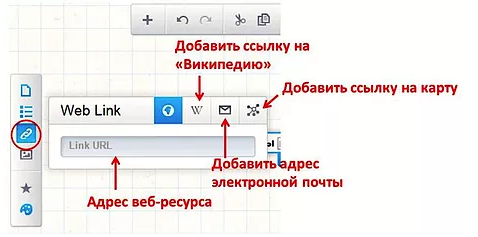 Добавить ссылку на
«Википедию»
Добавить ссылку на карту
Web Link
W
Link URL
ы
Добавить адрес
электронной почты
Адрес веб-ресурса